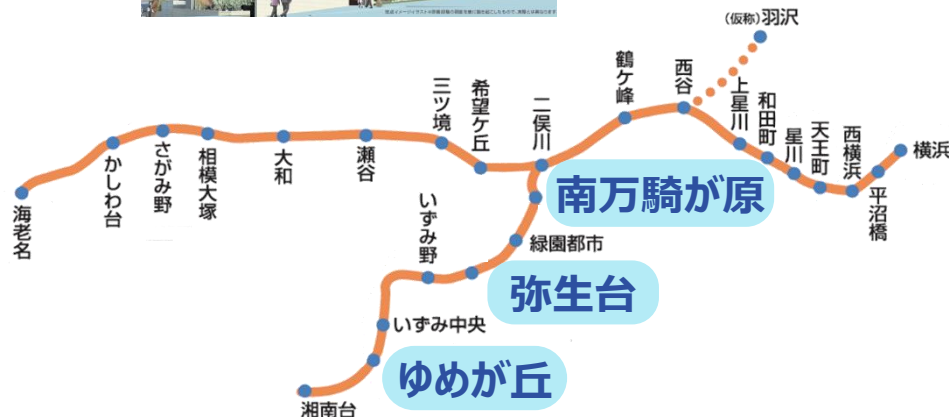 (仮称)羽沢
横浜
平沼橋
西横浜
天王町
星川
和田町
上星川
西谷
鶴ケ峰
二俣川
希望ケ丘
三ツ境
瀬谷
大和
相模大塚
さがみ野
かしわ台
海老名
南万騎が原
緑園都市
弥生台
いずみ野
いずみ中央
ゆめが丘
湘南台